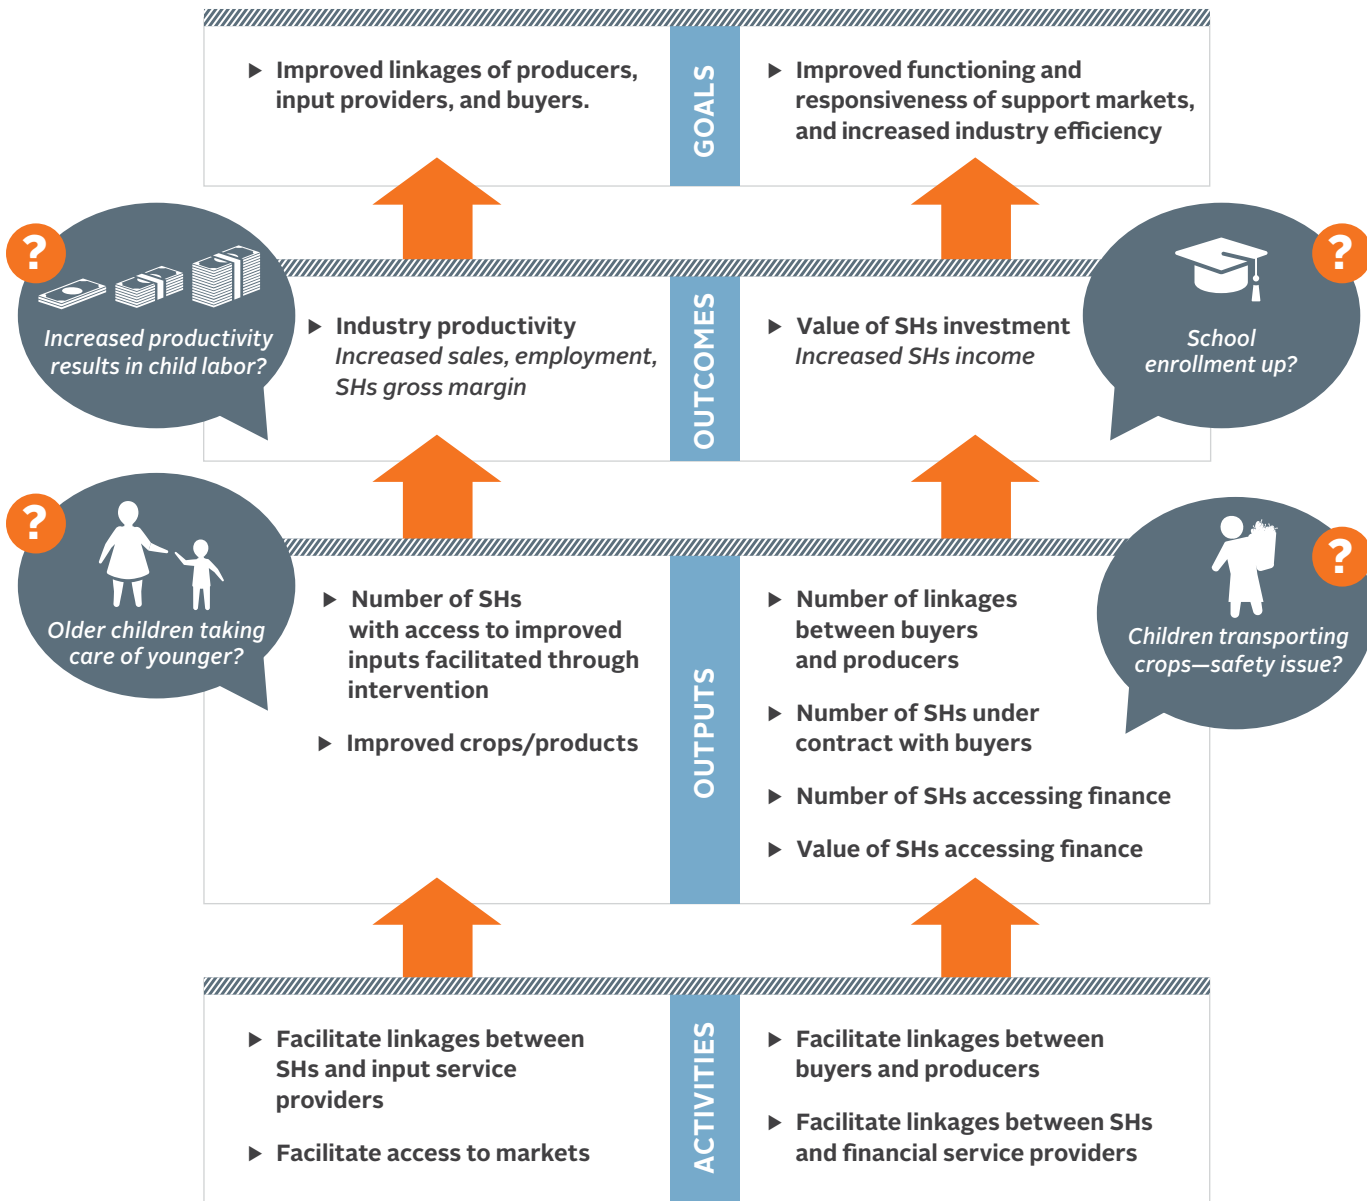 Improved linkages of producers,
input providers, and buyers.
GOALS
Improved functioning and
responsiveness of support markets,
and increased industry efficiency
?
Increased productivity
results in child labor?
Industry productivity
Increased sales, employment,
SHs gross margin
OUTCOMES
Value of SHs investment
Increased SHs income
?
School
enrollment up?
?
Older children taking
care of younger?
Number of SHs
with access to improved
inputs facilitated through
intervention
Improved crops/products
OUTPUTS
Number of linkages
between buyers
and producers
Number of SHs under
contract with buyers
Number of SHs accessing finance
Value of SHs accessing finance
?
Children transporting
crops—safety issue?
Facilitate linkages between
SHs and input service
providers
Facilitate access to markets
ACTIVITIES
Facilitate linkages between
buyers and producers
Facilitate linkages between SHs
and financial service providers